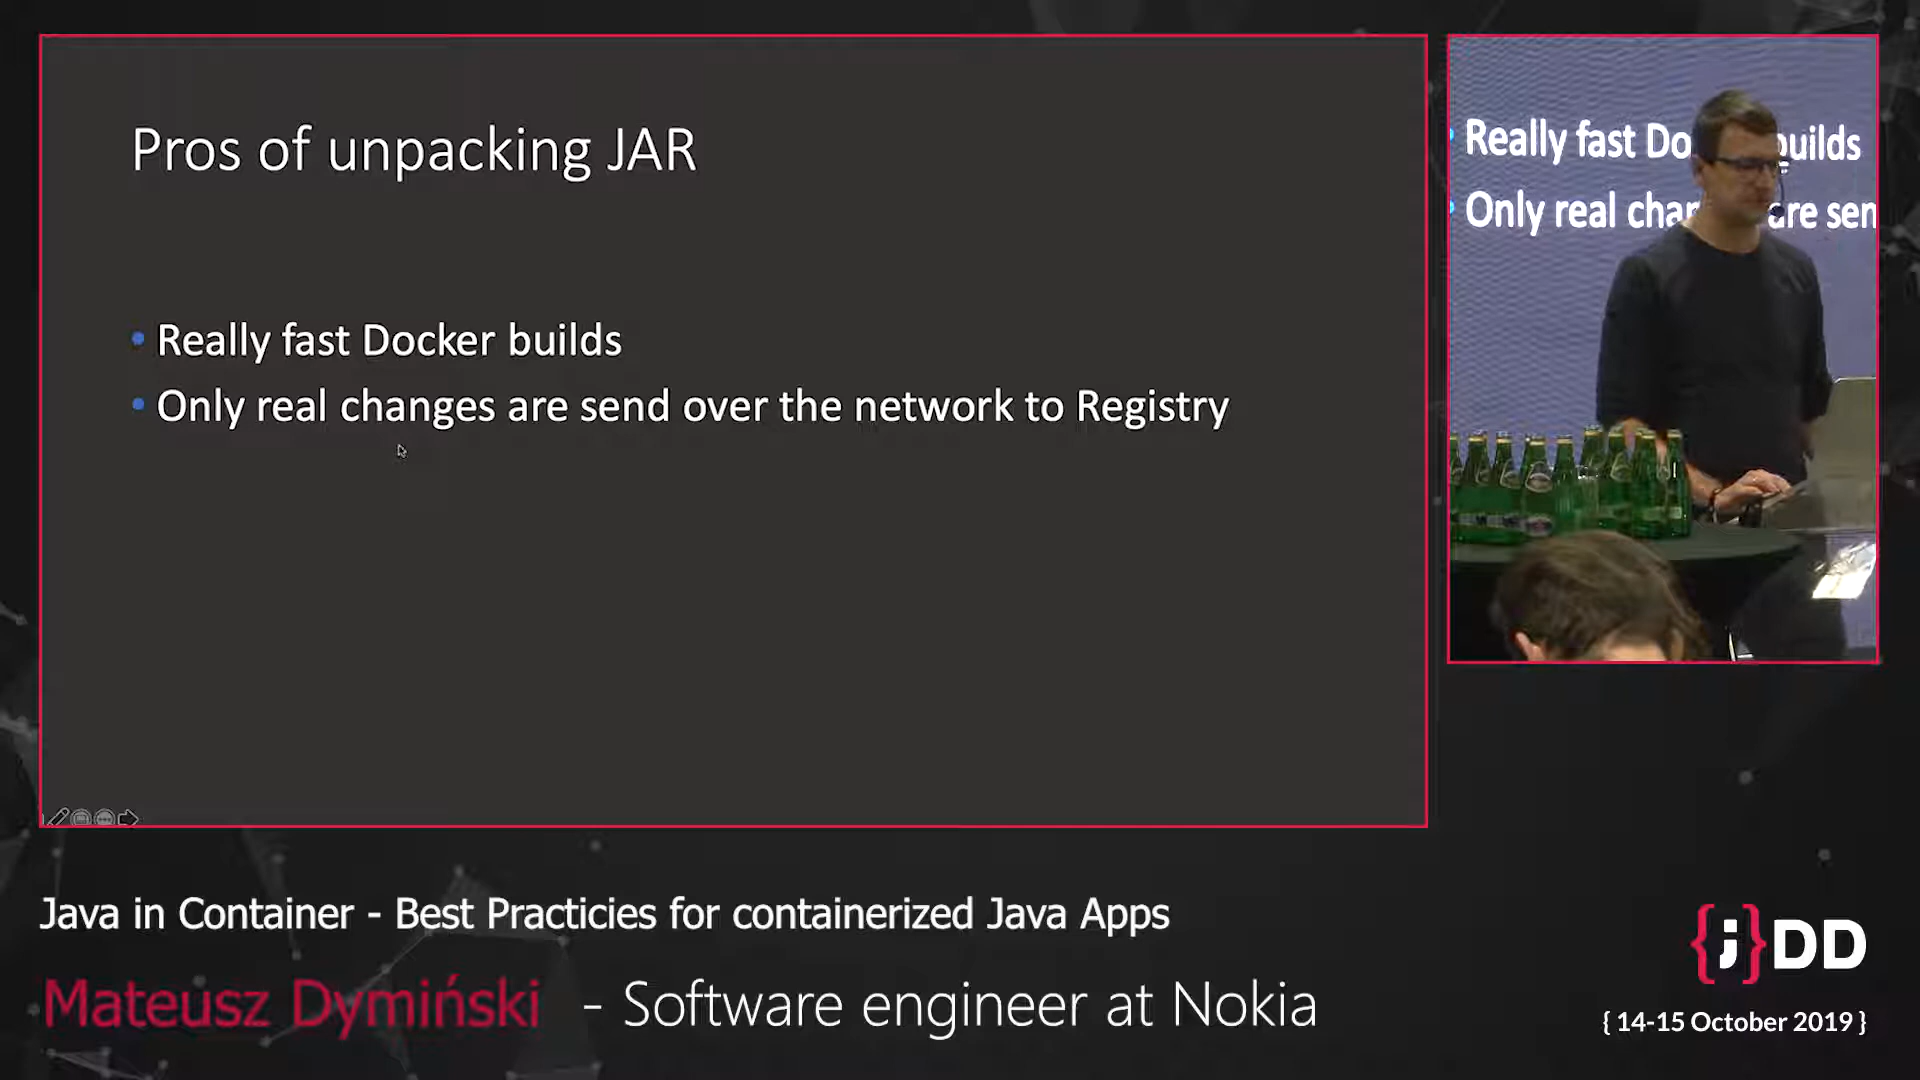 Pros of unpacking JAR
Really fast Docker builds
Only real changes are send over the network to Registry
Really fast Do builds
Only real are sen
Java in Container - Best Practicies for containerized Java Apps
Mateusz Dymiński - Software engineer at Nokia
{;}DD
{ 14-15 October 2019 }